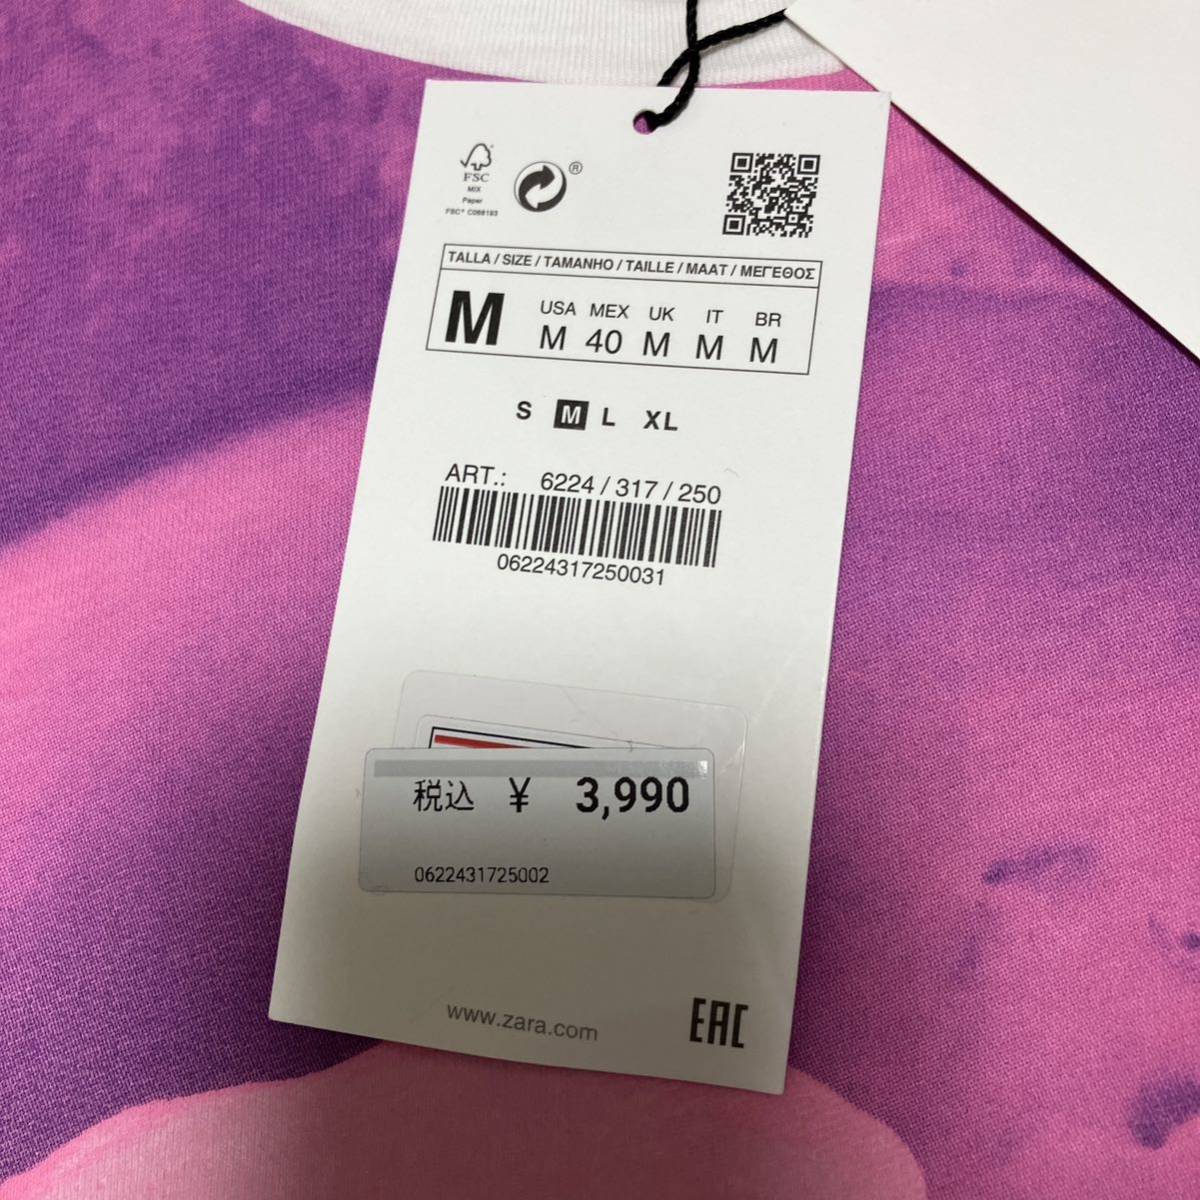 FSC
MIX
Paper
FSC® C068193
®
TALLA / SIZE / TAMANHO / TAILLE / MAAT / ΜΕΓΕΘΟΣ
M
USA MEX UK IT BR
M 40 M M M
S M L XL
ART.: 6224 / 317 / 250
06224317250031
税込 ¥ 3,990
0622431725002
www.zara.com
EAC